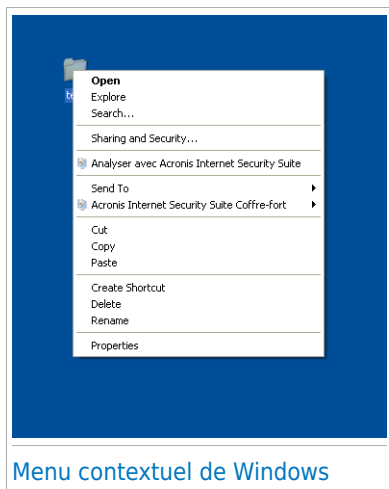 Open
Explore
Search...
Sharing and Security...
Analyser avec Acronis Internet Security Suite
Send To
Acronis Internet Security Suite Coffre-fort
Cut
Copy
Paste
Create Shortcut
Delete
Rename
Properties
Menu contextuel de Windows